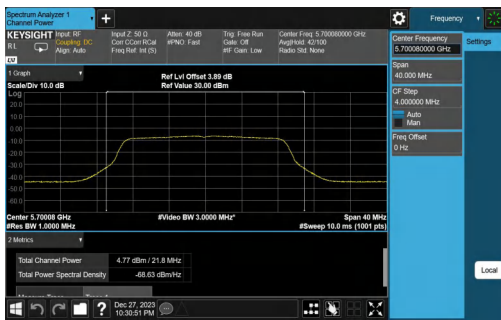 Spectrum Analyzer 1
Channel Power
Frequency
KEYSIGHT
Input: RF
Coupling: DC
Align: Auto
Input Z: 50 Ω
Corr CCorr RCal
Freq Ref: Int (S)
Atten: 40 dB
#PNO: Fast
Trig: Free Run
Gate: Off
#IF Gain: Low
Center Freq: 5.700080000 GHz
Avg|Hold: 42/100
Radio Std: None
RL
Center Frequency
5.700080000 GHz
Settings
Span
40.000 MHz
CF Step
4.000000 MHz
Auto
Man
Freq Offset
0 Hz
1 Graph
Scale/Div 10.0 dB
Ref Lvl Offset 3.89 dB
Ref Value 30.00 dBm
Log
20.0
10.0
0.00
-10.0
-20.0
-30.0
-40.0
-50.0
-60.0
Center 5.70008 GHz
#Res BW 1.0000 MHz
#Video BW 3.0000 MHz*
Span 40 MHz
#Sweep 10.0 ms (1001 pts)
2 Metrics
Total Channel Power
4.77 dBm / 21.8 MHz
Total Power Spectral Density
-68.63 dBm/Hz
Local
?
Dec 27, 2023
10:30:51 PM